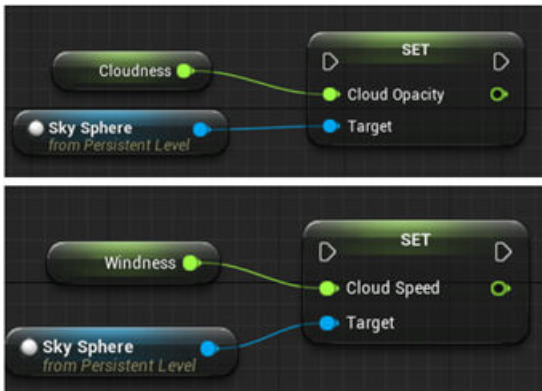 SET
Cloudness
Cloud Opacity
Sky Sphere
from Persistent Level
Target
SET
Windness
Cloud Speed
Sky Sphere
from Persistent Level
Target